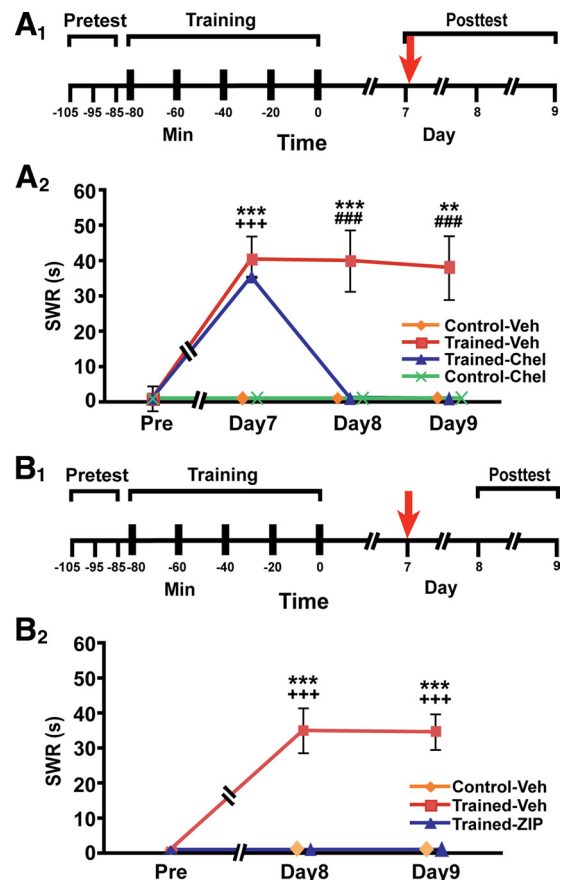 A1
Pretest Training Posttest
-105 -95 -85 -80 -60 -40 -20 0 7 8 9
Min Time Day
A2
SWR (s)
60
50
40
30
20
10
0
*** +++
*** ###
** ###
Control-Veh
Trained-Veh
Trained-Chel
Control-Chel
Pre Day7 Day8 Day9
B1
Pretest Training Posttest
-105 -95 -85 -80 -60 -40 -20 0 7 8 9
Min Time Day
B2
SWR (s)
60
50
40
30
20
10
0
*** +++
*** +++
Control-Veh
Trained-Veh
Trained-ZIP
Pre Day8 Day9